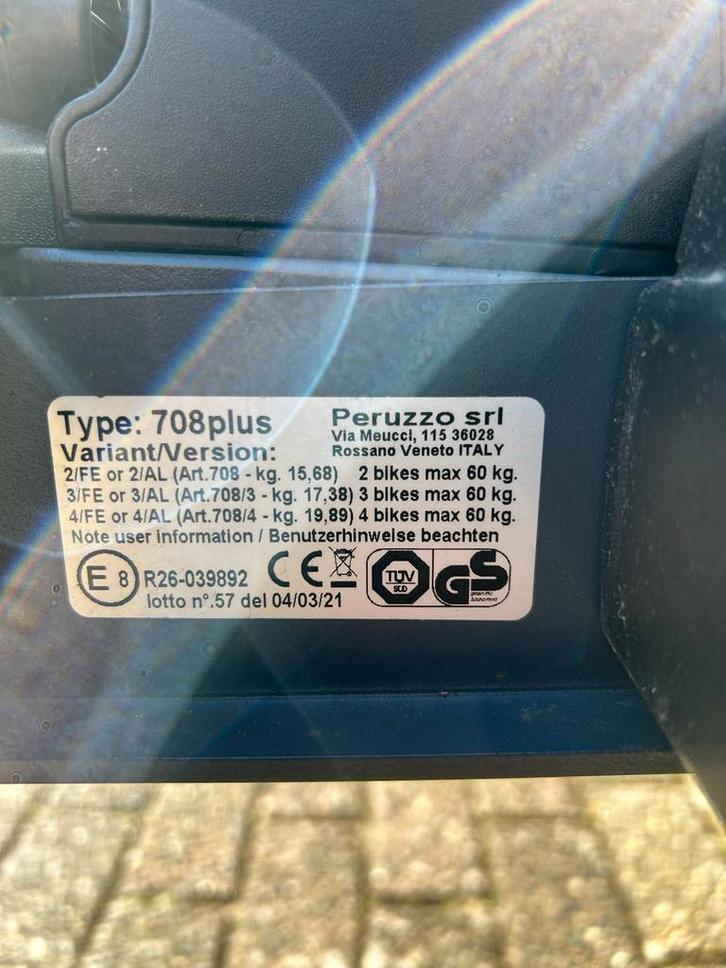 Type: 708plus
Peruzzo srl
Via Meucci, 115 36028
Rossano Veneto ITALY
Variant/Version:
2/FE or 2/AL (Art.708 - kg. 15,68) 2 bikes max 60 kg.
3/FE or 3/AL (Art.708/3 - kg. 17,38) 3 bikes max 60 kg.
4/FE or 4/AL (Art.708/4 - kg. 19,89) 4 bikes max 60 kg.
Note user information / Benutzerhinweise beachten
E 8 R26-039892 CE TÜV SÜD GS geprüfte Sicherheit
lotto n°.57 del 04/03/21